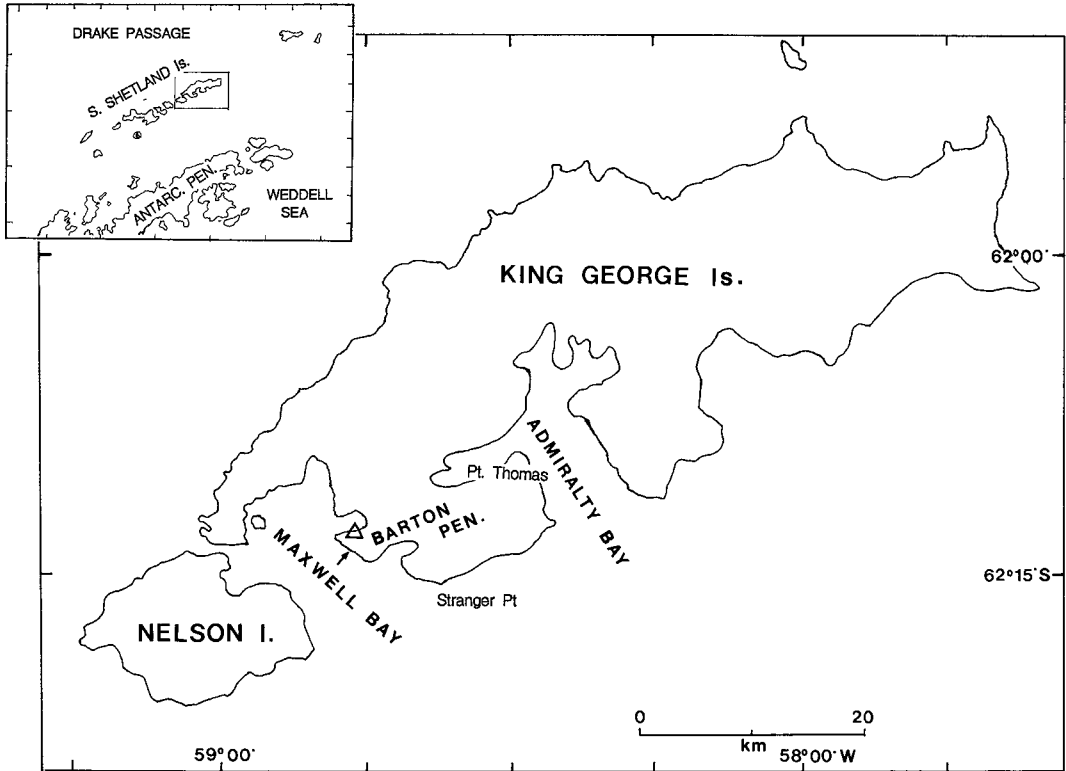 DRAKE PASSAGE
S. SHETLAND Is.
ANTARC. PEN.
WEDDELL
SEA
62°00'
KING GEORGE Is.
ADMIRALTY BAY
Pt. Thomas
BARTON
PEN.
MAXWELL BAY
62°15'S
Stranger Pt
NELSON I.
0 20
km
59°00'
58°00'W